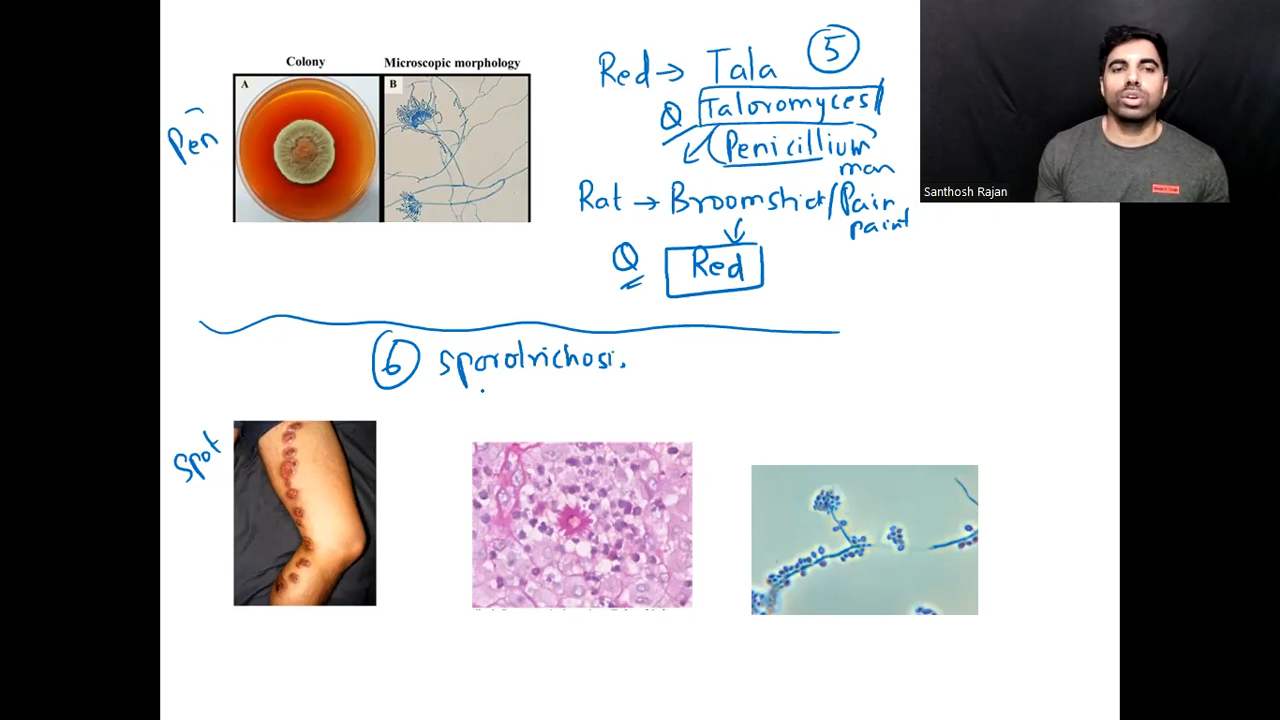 Colony Microscopic morphology
A B
Pen
Red → Tala 5
Q Talaromyces
(Penicillium
man
Rat → Broomstick/Pain
paint
Q Red
6 sporotrichosi.
Spot
Santhosh Rajan